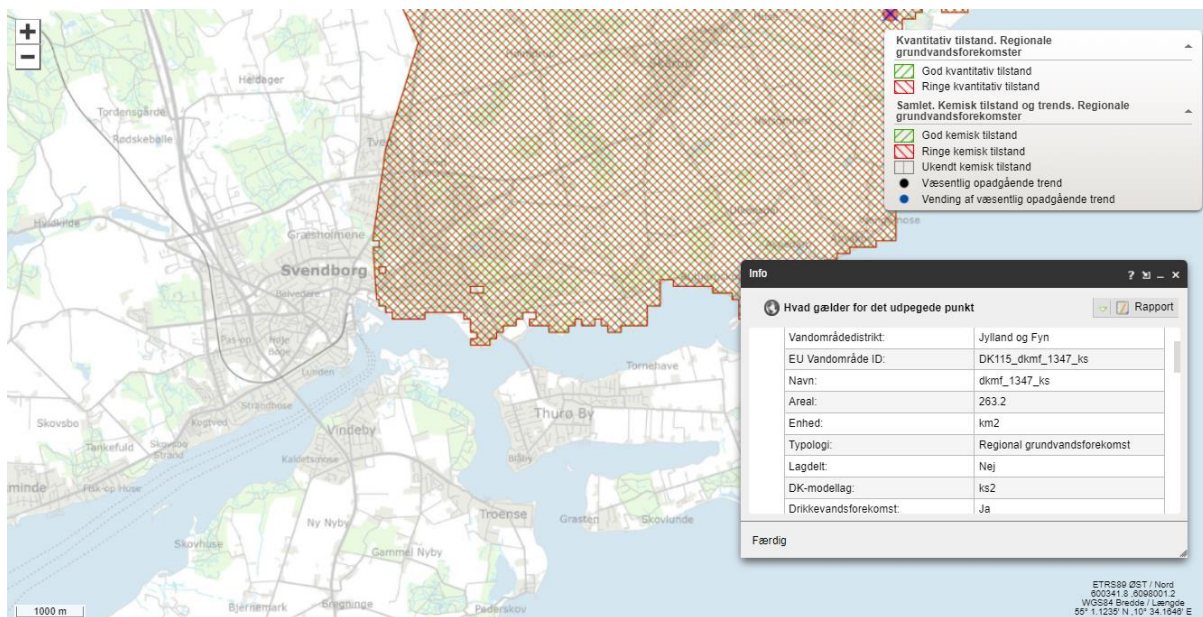 +
−
Heldager
Tordensgårde
Rødskebølle
Hvidkilde
Græsholmene
Svendborg
Belvedere
Lunden
Strandhuse
Kogtved
Skovsbo
Skovsbo
Strand
Tankefuld
Vindeby
Kaldetsmose
Tornehave
Thurø By
Troense
Grasten
Skovlunde
Ny Nyby
Skovhuse
Gammel Nyby
Bjernemark
Bregninge
Pederskov
1000 m
Kvantitativ tilstand. Regionale
grundvandsforekomster
God kvantitativ tilstand
Ringe kvantitativ tilstand
Samlet. Kemisk tilstand og trends. Regionale
grundvandsforekomster
God kemisk tilstand
Ringe kemisk tilstand
Ukendt kemisk tilstand
Væsentlig opadgående trend
Vending af væsentlig opadgående trend
Info
?
Hvad gælder for det udpegede punkt
Rapport
Vandområdedistrikt: Jylland og Fyn
EU Vandområde ID: DK115_dkmf_1347_ks
Navn: dkmf_1347_ks
Areal: 263.2
Enhed: km2
Typologi: Regional grundvandsforekomst
Lagdelt: Nej
DK-modellag: ks2
Drikkevandsforekomst: Ja
Færdig
ETRS89 ØST / Nord
600341.8 ,6098001.2
WGS84 Bredde / Længde
55° 1.1235' N ,10° 34.1646' E